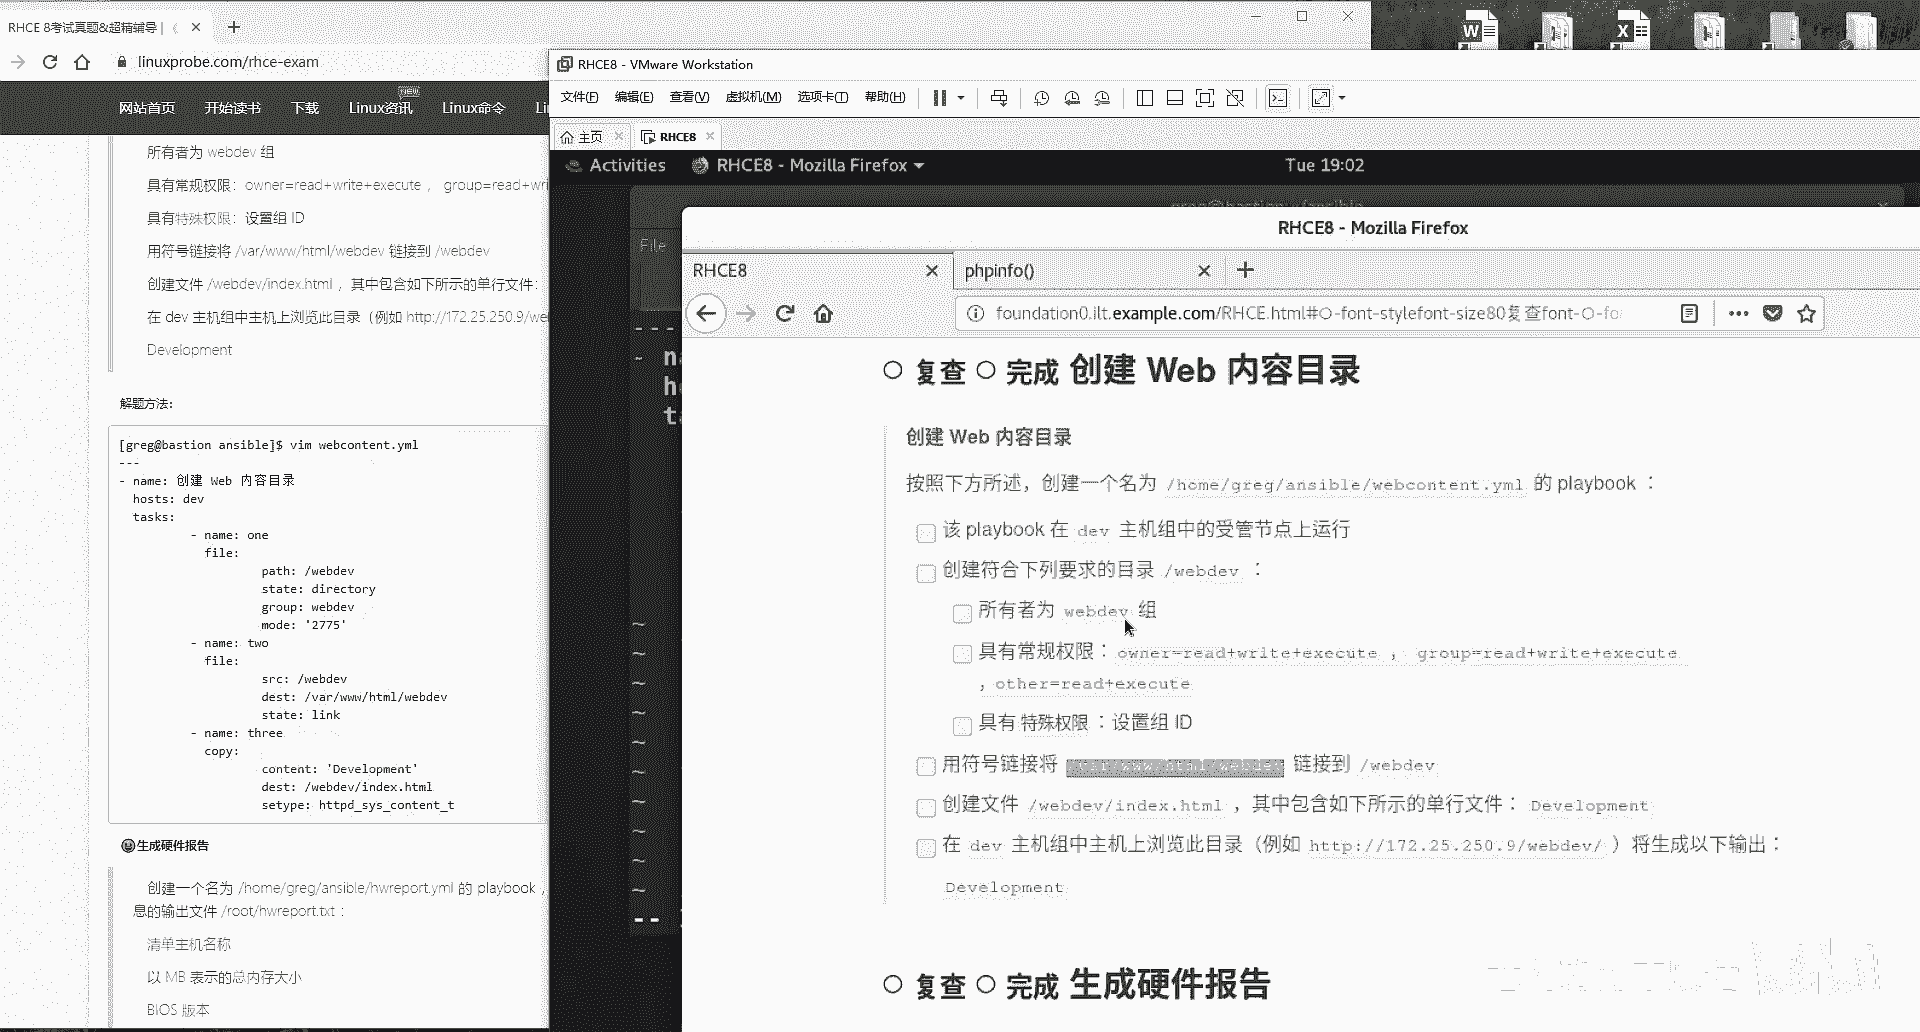 RHCE 8考试真题&超精辅导 |
linuxprobe.com/rhce-exam
网站首页 开始读书 下载 Linux资讯 new Linux命令 Li
所有者为 webdev 组
具有常规权限：owner=read+write+execute ， group=read+wri
具有特殊权限：设置组 ID
用符号链接将 /var/www/html/webdev 链接到 /webdev
创建文件 /webdev/index.html ，其中包含如下所示的单行文件：
在 dev 主机组中主机上浏览此目录（例如 http://172.25.250.9/we
Development
解题方法:
[greg@bastion ansible]$ vim webcontent.yml
---
- name: 创建 Web 内容目录
hosts: dev
tasks:
- name: one
file:
path: /webdev
state: directory
group: webdev
mode: '2775'
- name: two
file:
src: /webdev
dest: /var/www/html/webdev
state: link
- name: three
copy:
content: 'Development'
dest: /webdev/index.html
setype: httpd_sys_content_t
生成硬件报告
创建一个名为 /home/greg/ansible/hwreport.yml 的 playbook ，
息的输出文件 /root/hwreport.txt ：
清单主机名称
以 MB 表示的总内存大小
BIOS 版本
RHCE8 - VMware Workstation
文件(F) 编辑(E) 查看(V) 虚拟机(M) 选项卡(T) 帮助(H)
主页 RHCE8
Activities RHCE8 - Mozilla Firefox Tue 19:02
File
---
- na
h
ta
--
RHCE8 - Mozilla Firefox
RHCE8 phpinfo()
foundation0.ilt.example.com/RHCE.html#○-font-stylefont-size80复查font-○-fo
复查 完成 创建 Web 内容目录
创建 Web 内容目录
按照下方所述，创建一个名为 /home/greg/ansible/webcontent.yml 的 playbook ：
该 playbook 在 dev 主机组中的受管节点上运行
创建符合下列要求的目录 /webdev ：
所有者为 webdev 组
具有常规权限：owner=read+write+execute ， group=read+write+execute
，other=read+execute
具有 特殊权限 ：设置组 ID
用符号链接将 /var/www/html/webdev 链接到 /webdev
创建文件 /webdev/index.html ，其中包含如下所示的单行文件： Development
在 dev 主机组中主机上浏览此目录（例如 http://172.25.250.9/webdev/ ）将生成以下输出：
Development
复查 完成 生成硬件报告